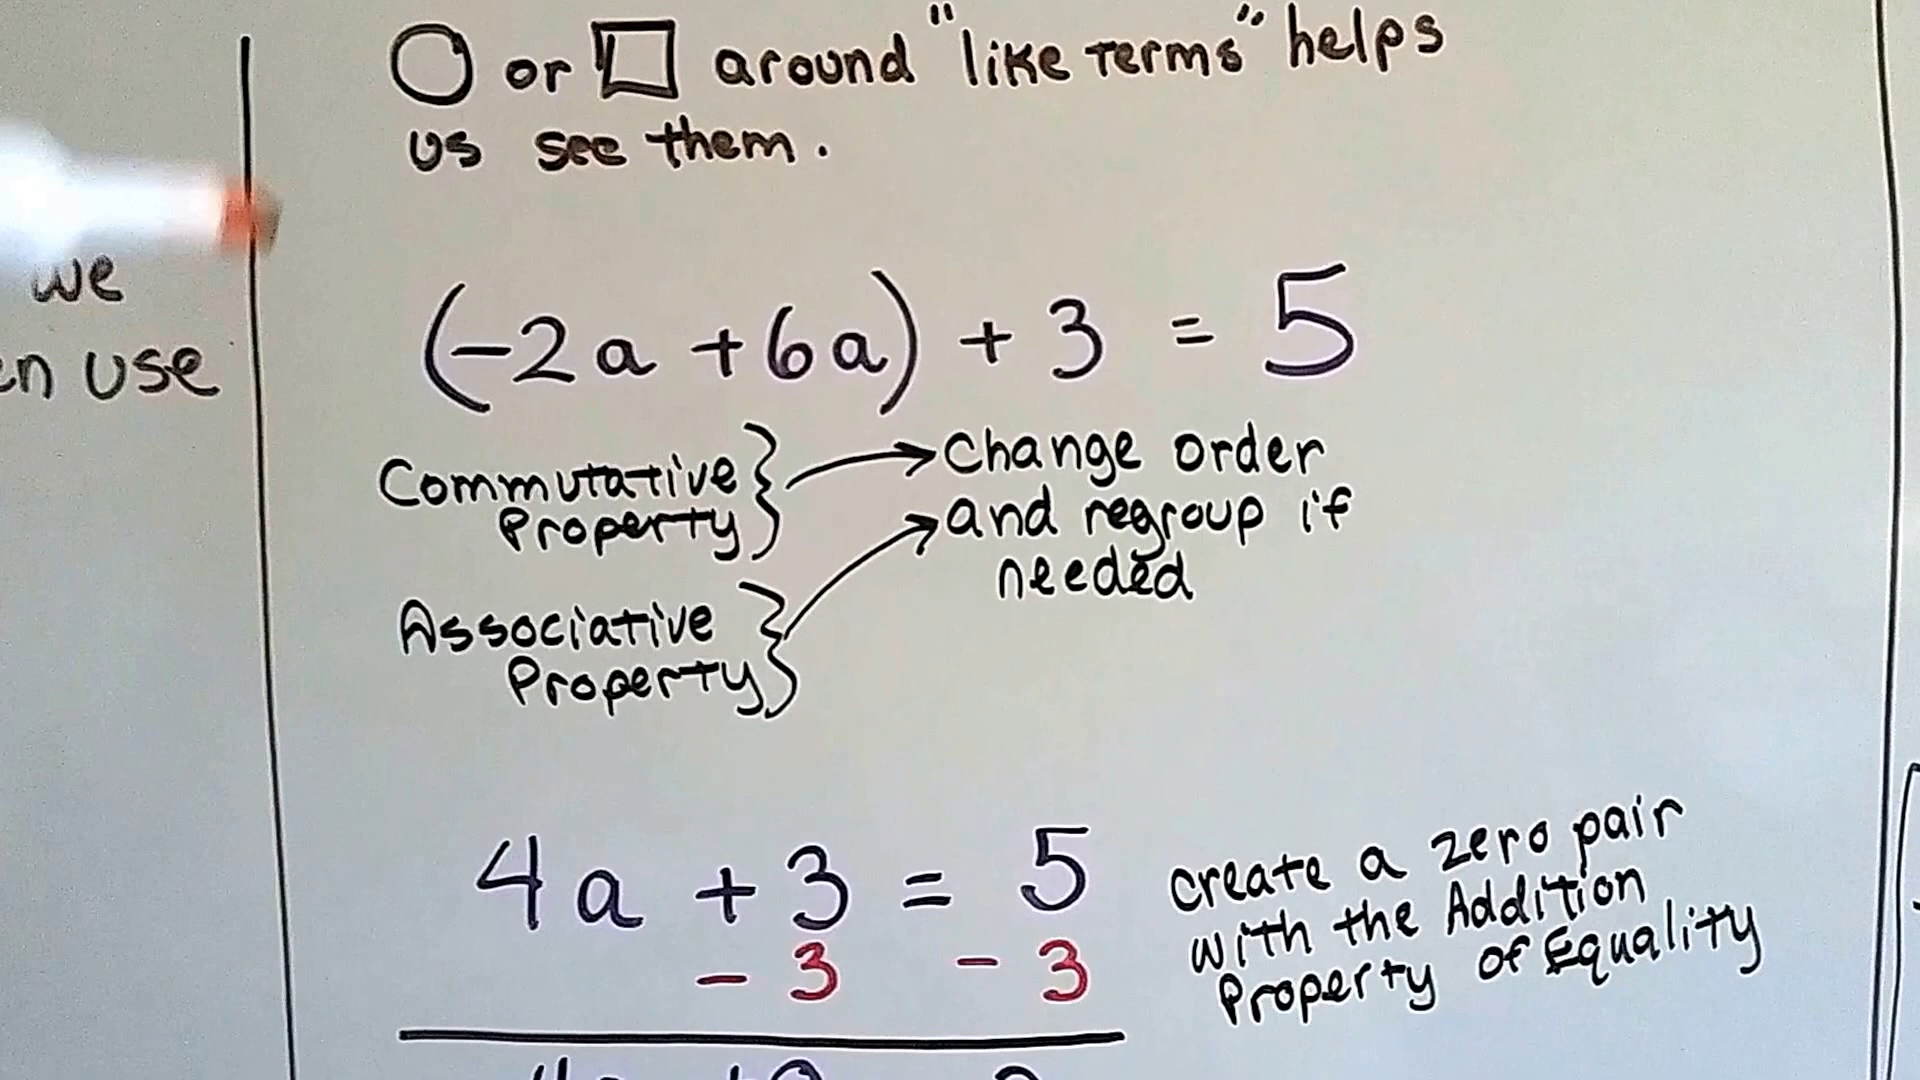 or around "like terms" helps
us see them.
we
en use
(-2a + 6a) + 3 = 5
Commutative
Property
change order
and regroup if
needed
Associative
Property
4a + 3 = 5
- 3 - 3
create a zero pair
with the Addition
Property of Equality